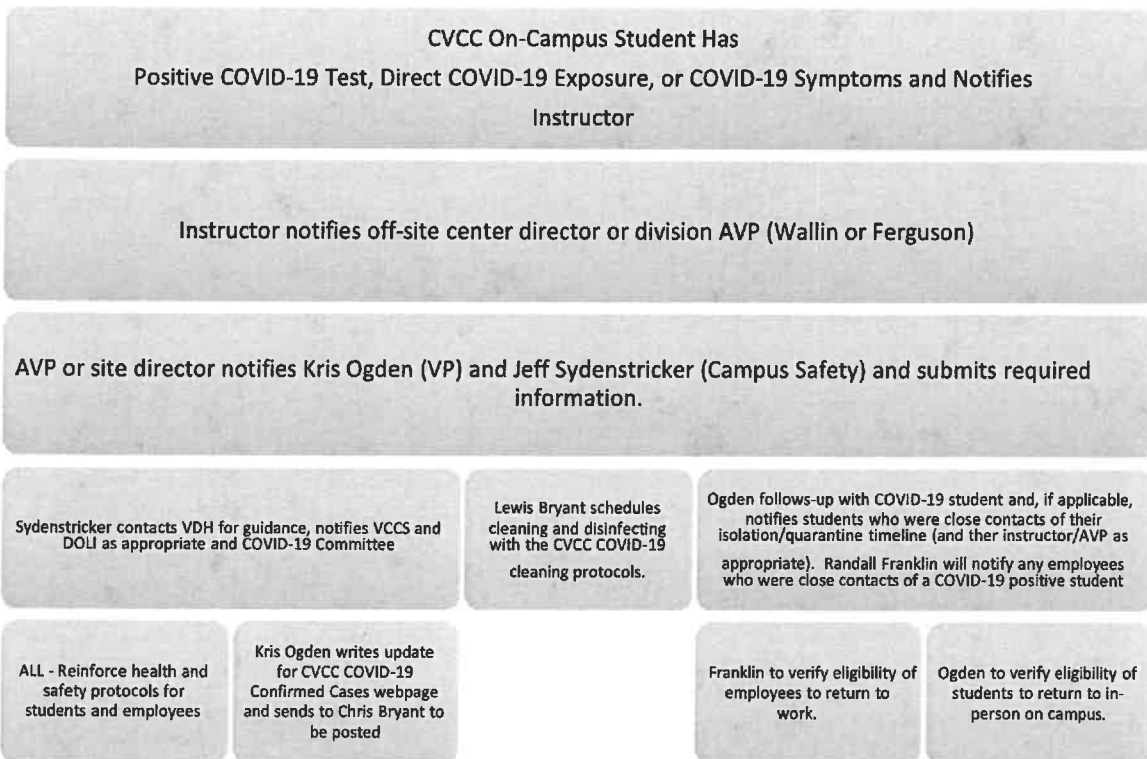 CVCC On-Campus Student Has
Positive COVID-19 Test, Direct COVID-19 Exposure, or COVID-19 Symptoms and Notifies
Instructor
Instructor notifies off-site center director or division AVP (Wallin or Ferguson)
AVP or site director notifies Kris Ogden (VP) and Jeff Sydenstricker (Campus Safety) and submits required
information.
Sydenstricker contacts VDH for guidance, notifies VCCS and
DOLI as appropriate and COVID-19 Committee
Lewis Bryant schedules
cleaning and disinfecting
with the CVCC COVID-19
cleaning protocols.
Ogden follows-up with COVID-19 student and, if applicable,
notifies students who were close contacts of their
isolation/quarantine timeline (and ther instructor/AVP as
appropriate). Randall Franklin will notify any employees
who were close contacts of a COVID-19 positive student
ALL - Reinforce health and
safety protocols for
students and employees
Kris Ogden writes update
for CVCC COVID-19
Confirmed Cases webpage
and sends to Chris Bryant to
be posted
Franklin to verify eligibility of
employees to return to
work.
Ogden to verify eligibility of
students to return to in-
person on campus.